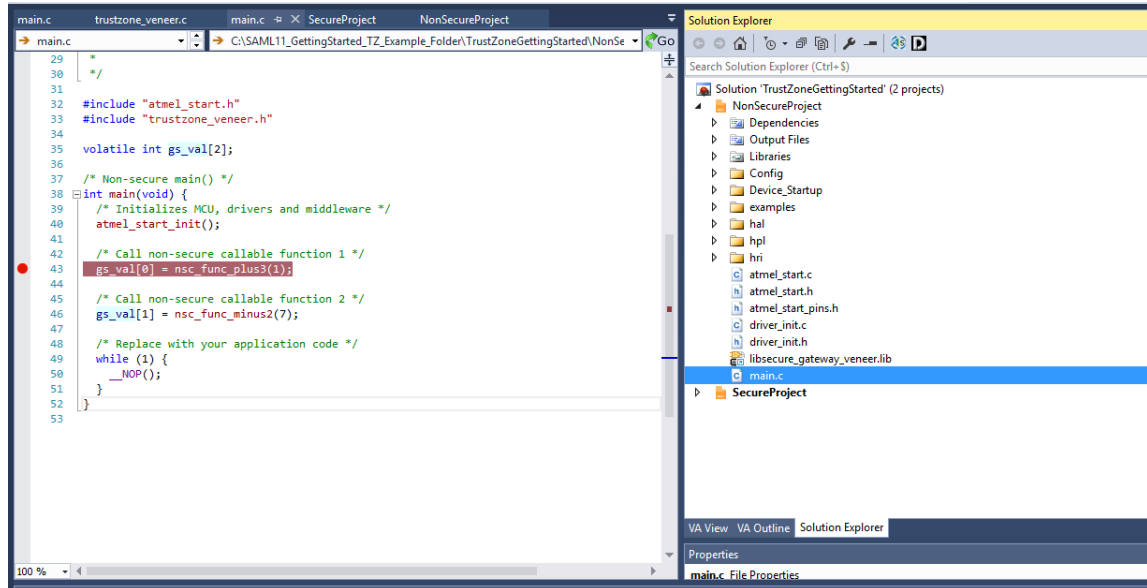 main.c trustzone_veneer.c main.c SecureProject NonSecureProject
main.c C:\SAML11_GettingStarted_TZ_Example_Folder\TrustZoneGettingStarted\NonSe Go
29 *
30 */
31
32 #include "atmel_start.h"
33 #include "trustzone_veneer.h"
34
35 volatile int gs_val[2];
36
37 /* Non-secure main() */
38 int main(void) {
39 /* Initializes MCU, drivers and middleware */
40 atmel_start_init();
41
42 /* Call non-secure callable function 1 */
43 gs_val[0] = nsc_func_plus3(1);
44
45 /* Call non-secure callable function 2 */
46 gs_val[1] = nsc_func_minus2(7);
47
48 /* Replace with your application code */
49 while (1) {
50 __NOP();
51 }
52 }
53
100 %
Solution Explorer
Search Solution Explorer (Ctrl+$)
Solution 'TrustZoneGettingStarted' (2 projects)
NonSecureProject
Dependencies
Output Files
Libraries
Config
Device_Startup
examples
hal
hpl
hri
atmel_start.c
atmel_start.h
atmel_start_pins.h
driver_init.c
driver_init.h
libsecure_gateway_veneer.lib
main.c
SecureProject
VA View VA Outline Solution Explorer
Properties
main.c File Properties